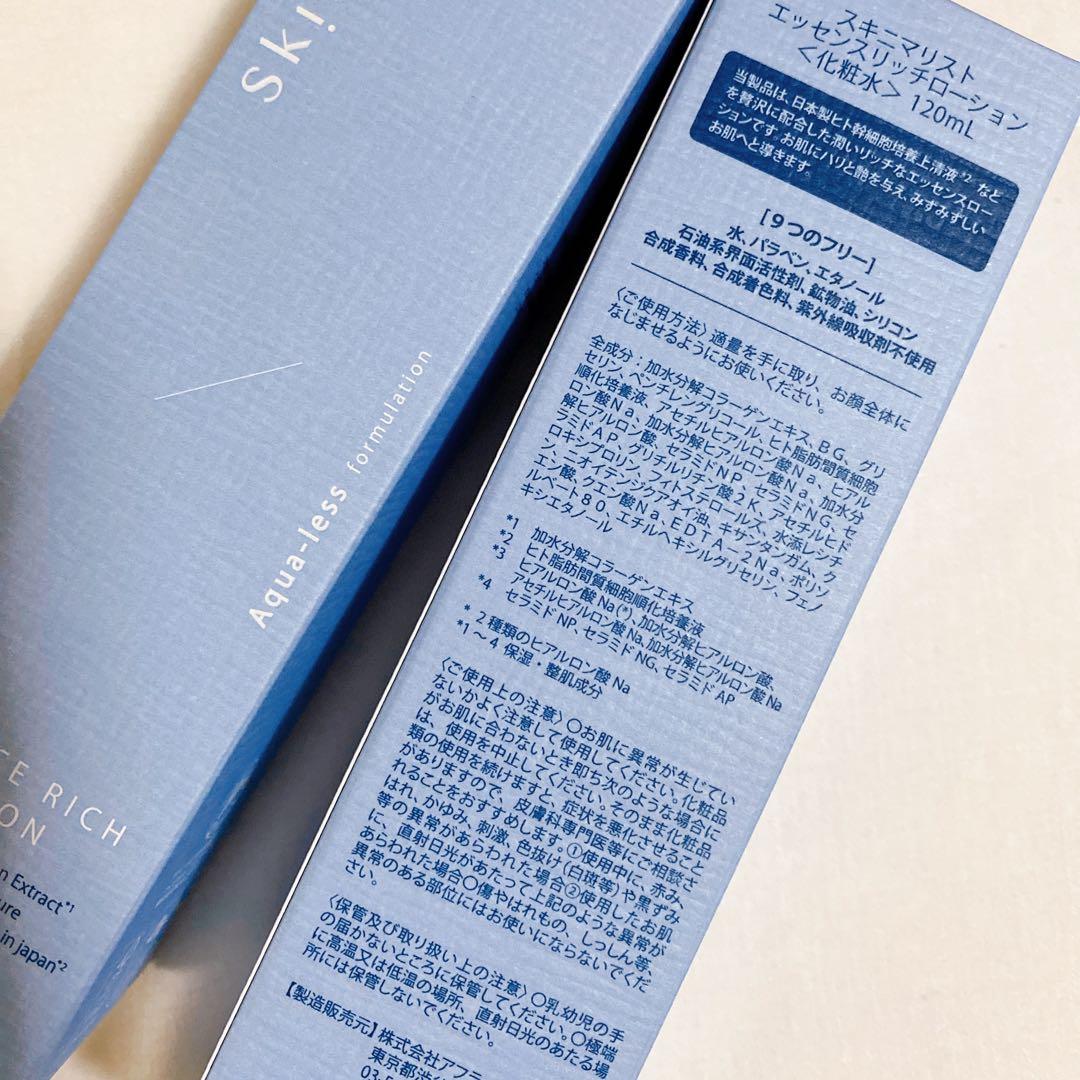 Sk
Aqua-less formulation
CE RICH
ON
n Extract*1
ure
in japan*2
スキニマリスト
エッセンスリッチローション
＜化粧水＞ 120mL
当製品は、日本製ヒト幹細胞培養上清液*2 など
を贅沢に配合した潤いリッチなエッセンスロー
ションです。お肌にハリと艶を与え、みずみずしい
お肌へと導きます。
［9つのフリー］
水、パラベン、エタノール
石油系界面活性剤、鉱物油、シリコン
合成香料、合成着色料、紫外線吸収剤不使用
〈ご使用方法〉適量を手に取り、お顔全体に
なじませるようにお使いください。
全成分：加水分解コラーゲンエキス、BG、グリ
セリン、ペンチレングリコール、ヒト脂肪間質細胞
順化培養液、アセチルヒアルロン酸Na、ヒアル
ロン酸Na、加水分解ヒアルロン酸Na、加水分
解ヒアルロン酸、セラミドNP、セラミドNG、セ
ラミドAP、グリチルリチン酸2K、アセチルヒド
ロキシプロリン、フィトステロールズ、水添レシチ
ン、ニオイテンジクアオイ油、キサンタンガム、ク
エン酸、クエン酸Na、EDTA－2Na、ポリソ
ルベート80、エチルヘキシルグリセリン、フェノ
キシエタノール
*1 加水分解コラーゲンエキス
*2 ヒト脂肪間質細胞順化培養液
*3 ヒアルロン酸Na(*)、加水分解ヒアルロン酸、
アセチルヒアルロン酸Na、加水分解ヒアルロン酸Na
*4 セラミドNP、セラミドNG、セラミドAP
* 2種類のヒアルロン酸Na
*1～4 保湿・整肌成分
〈ご使用上の注意〉○お肌に異常が生じてい
ないかよく注意して使用してください。化粧品
がお肌に合わないとき即ち次のような場合に
は、使用を中止してください。そのまま化粧品
類の使用を続けますと、症状を悪化させること
がありますので、皮膚科専門医等にご相談さ
れることをおすすめします。①使用中に、赤み、
はれ、かゆみ、刺激、色抜け(白斑等)や黒ずみ
等の異常があらわれた場合②使用したお肌
に、直射日光があたって上記のような異常が
あらわれた場合○傷やはれもの、しっしん等、
異常のある部位にはお使いにならないでくだ
さい。
〈保管及び取り扱い上の注意〉○乳幼児の手
の届かないところに保管してください。○極端
に高温又は低温の場所、直射日光のあたる場
所には保管しないでください。
【製造販売元】株式会社アフラ
東京都渋谷
03-5